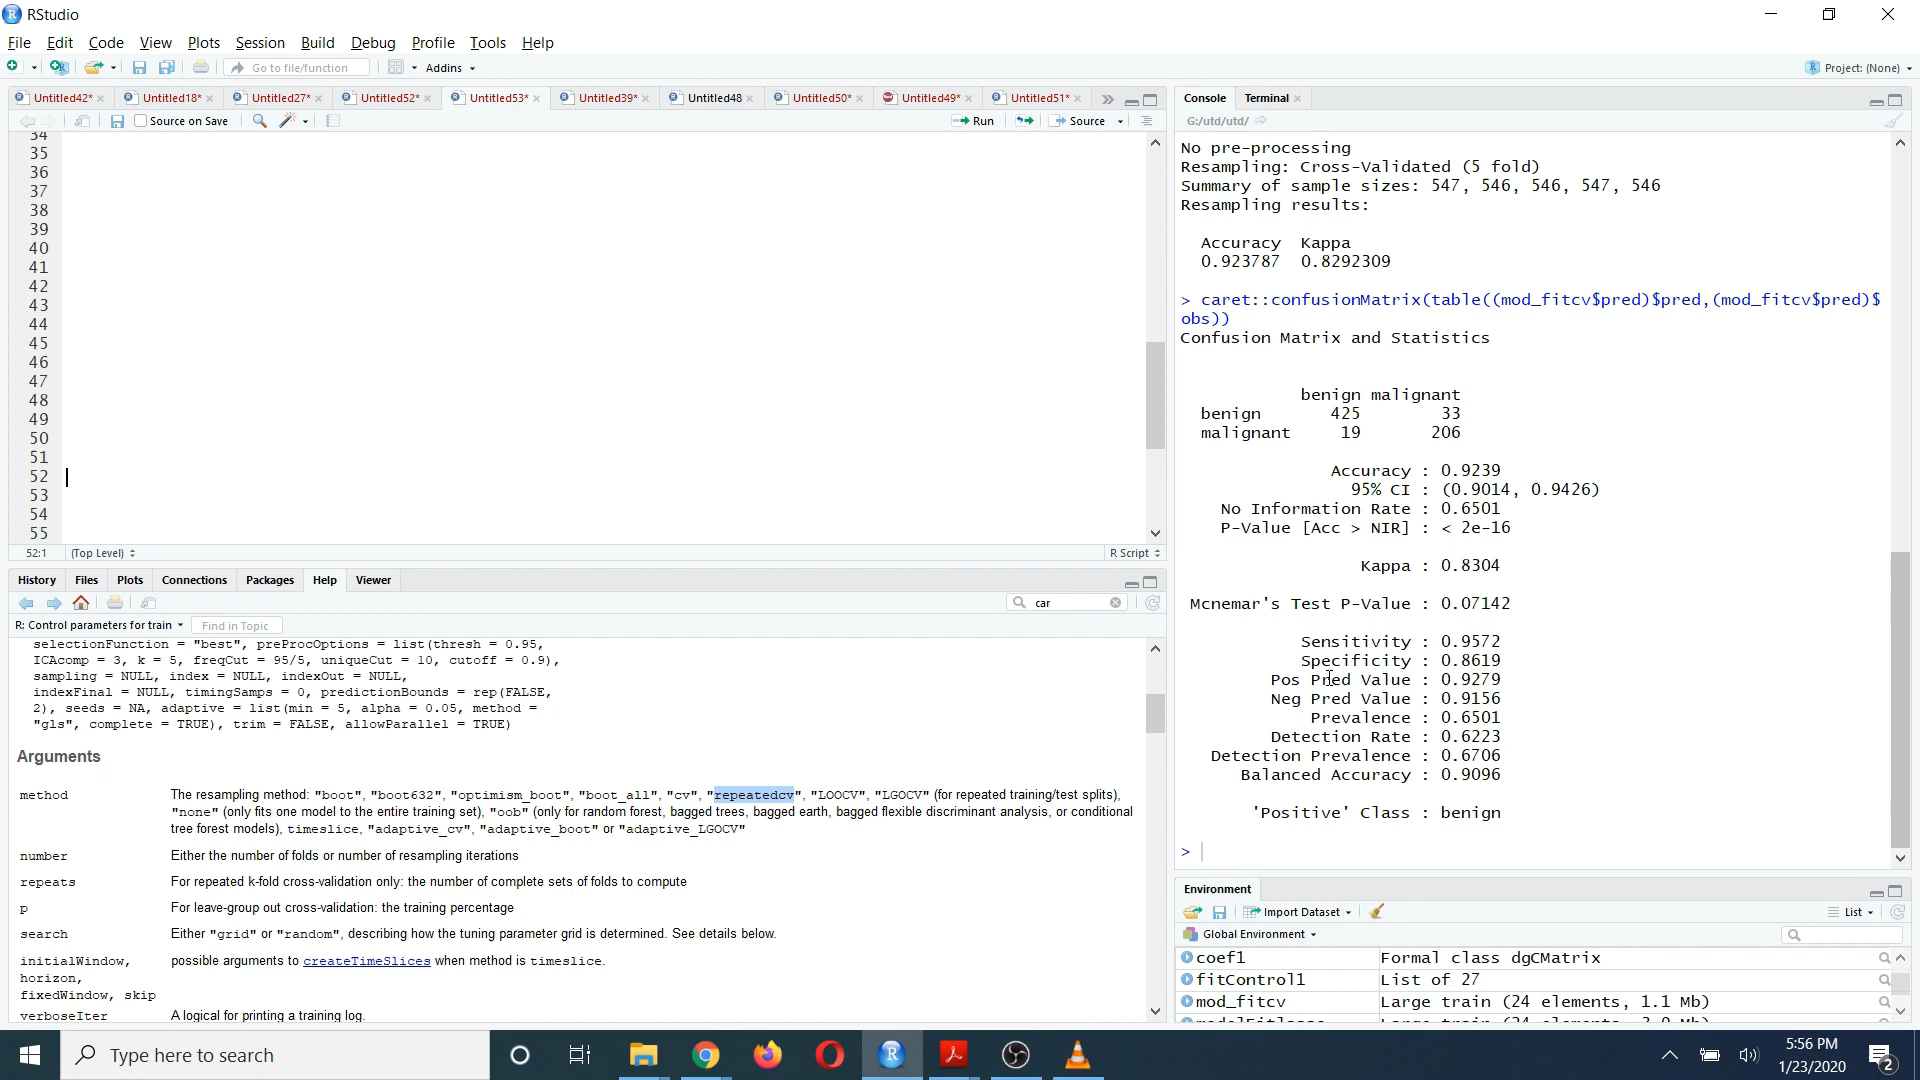 RStudio
File Edit Code View Plots Session Build Debug Profile Tools Help
Go to file/function Addins Project: (None)
Untitled42* Untitled18* Untitled27* Untitled52* Untitled53* Untitled39* Untitled48 Untitled50* Untitled49* Untitled51*
Source on Save Run Source
34
35
36
37
38
39
40
41
42
43
44
45
46
47
48
49
50
51
52
53
54
55
52:1 (Top Level) R Script
History Files Plots Connections Packages Help Viewer
car
R: Control parameters for train Find in Topic
selectionFunction = "best", preProcOptions = list(thresh = 0.95,
ICAcomp = 3, k = 5, freqCut = 95/5, uniqueCut = 10, cutoff = 0.9),
sampling = NULL, index = NULL, indexOut = NULL,
indexFinal = NULL, timingSamps = 0, predictionBounds = rep(FALSE,
2), seeds = NA, adaptive = list(min = 5, alpha = 0.05, method =
"gls", complete = TRUE), trim = FALSE, allowParallel = TRUE)
Arguments
method The resampling method: "boot", "boot632", "optimism_boot", "boot_all", "cv", "repeatedcv", "LOOCV", "LGOCV" (for repeated training/test splits),
"none" (only fits one model to the entire training set), "oob" (only for random forest, bagged trees, bagged earth, bagged flexible discriminant analysis, or conditional
tree forest models), timeslice, "adaptive_cv", "adaptive_boot" or "adaptive_LGOCV"
number Either the number of folds or number of resampling iterations
repeats For repeated k-fold cross-validation only: the number of complete sets of folds to compute
p For leave-group out cross-validation: the training percentage
search Either "grid" or "random", describing how the tuning parameter grid is determined. See details below.
initialWindow, possible arguments to createTimeSlices when method is timeslice.
horizon,
fixedWindow, skip
verboseIter A logical for printing a training log.
Console Terminal
G:/utd/utd/
No pre-processing
Resampling: Cross-Validated (5 fold)
Summary of sample sizes: 547, 546, 546, 547, 546
Resampling results:
Accuracy Kappa
0.923787 0.8292309
> caret::confusionMatrix(table((mod_fitcv$pred)$pred,(mod_fitcv$pred)$
obs))
Confusion Matrix and Statistics
benign malignant
benign 425 33
malignant 19 206
Accuracy : 0.9239
95% CI : (0.9014, 0.9426)
No Information Rate : 0.6501
P-Value [Acc > NIR] : < 2e-16
Kappa : 0.8304
Mcnemar's Test P-Value : 0.07142
Sensitivity : 0.9572
Specificity : 0.8619
Pos Pred Value : 0.9279
Neg Pred Value : 0.9156
Prevalence : 0.6501
Detection Rate : 0.6223
Detection Prevalence : 0.6706
Balanced Accuracy : 0.9096
'Positive' Class : benign
>
Environment
Import Dataset List
Global Environment
coef1 Formal class dgCMatrix
fitControl1 List of 27
mod_fitcv Large train (24 elements, 1.1 Mb)
Type here to search
5:56 PM
1/23/2020
2